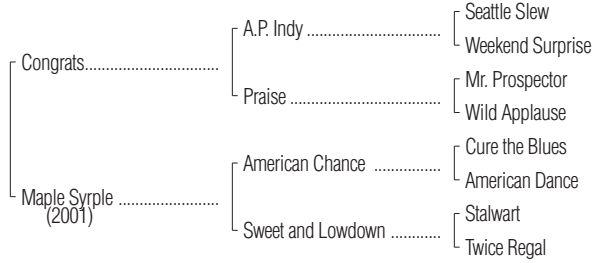 Seattle Slew
A.P. Indy
Weekend Surprise
Congrats
Mr. Prospector
Praise
Wild Applause
Cure the Blues
American Chance
American Dance
Maple Syrple
(2001)
Stalwart
Sweet and Lowdown
Twice Regal